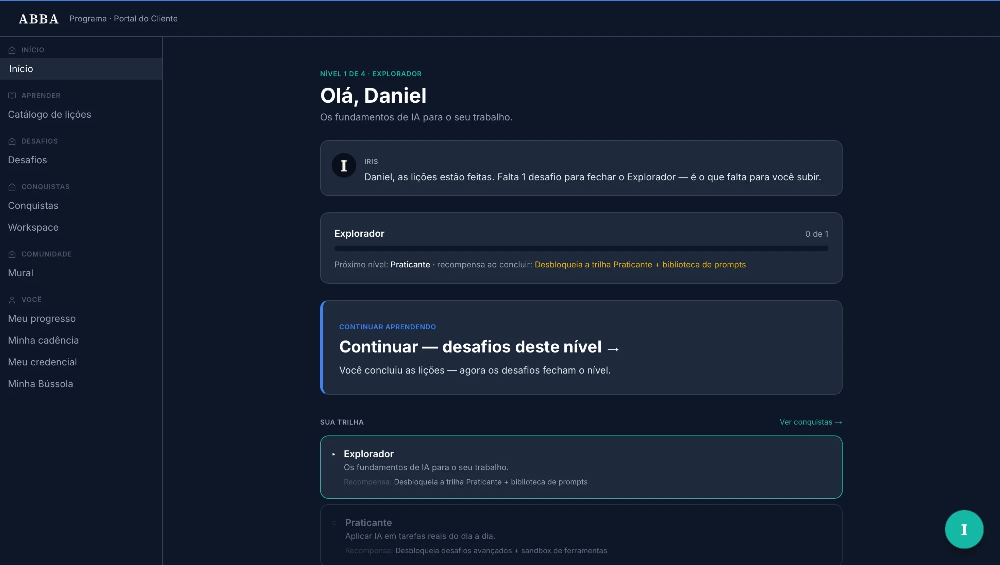 ABBA Programa · Portal do Cliente
INÍCIO
Início
APRENDER
Catálogo de lições
DESAFIOS
Desafios
CONQUISTAS
Conquistas
Workspace
COMUNIDADE
Mural
VOCÊ
Meu progresso
Minha cadência
Meu credencial
Minha Bússola
NÍVEL 1 DE 4 · EXPLORADOR
Olá, Daniel
Os fundamentos de IA para o seu trabalho.
I
IRIS
Daniel, as lições estão feitas. Falta 1 desafio para fechar o Explorador — é o que falta para você subir.
Explorador 0 de 1
Próximo nível: Praticante · recompensa ao concluir: Desbloqueia a trilha Praticante + biblioteca de prompts
CONTINUAR APRENDENDO
Continuar — desafios deste nível →
Você concluiu as lições — agora os desafios fecham o nível.
SUA TRILHA Ver conquistas →
Explorador
Os fundamentos de IA para o seu trabalho.
Recompensa: Desbloqueia a trilha Praticante + biblioteca de prompts
Praticante
Aplicar IA em tarefas reais do dia a dia.
Recompensa: Desbloqueia desafios avançados + sandbox de ferramentas
I